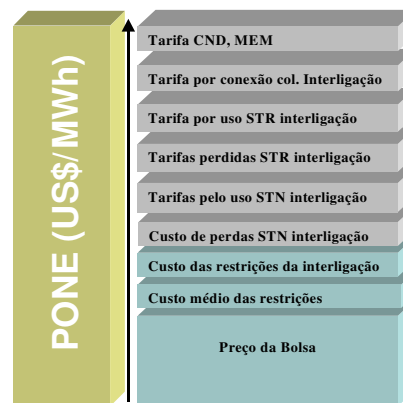 PONE (US$/MWh)
Tarifa CND, MEM
Tarifa por conexão col. Interligação
Tarifa por uso STR interligação
Tarifas perdidas STR interligação
Tarifas pelo uso STN interligação
Custo de perdas STN interligação
Custo das restrições da interligação
Custo médio das restrições
Preço da Bolsa